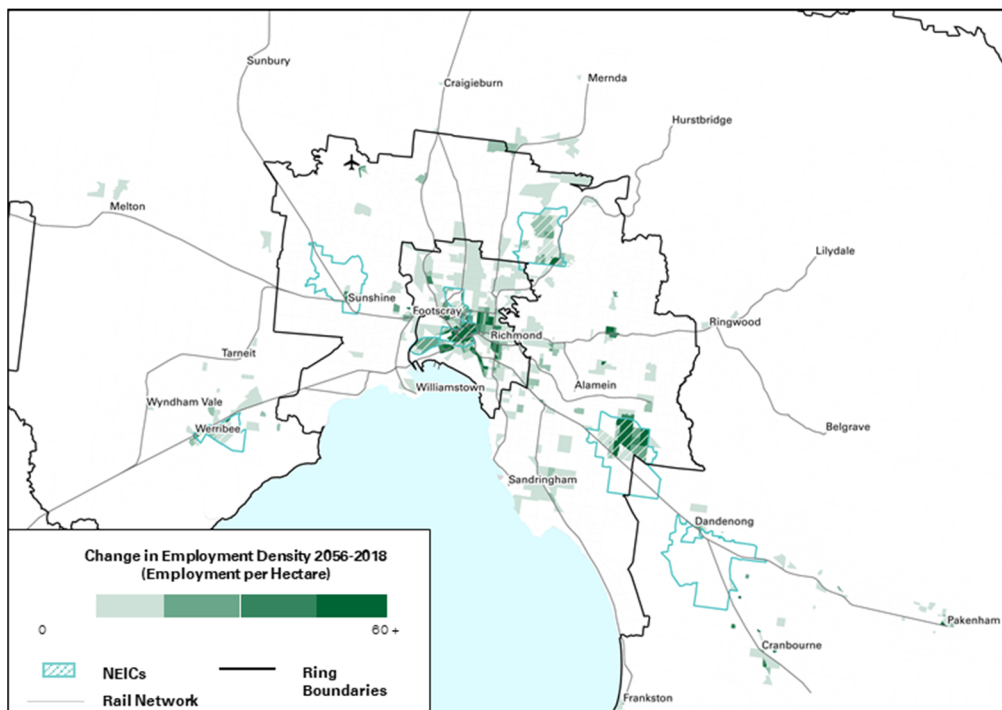 Sunbury
Craigieburn
Mernda
Hurstbridge
Melton
Lilydale
Sunshine
Footscray
Ringwood
Richmond
Tarneit
Alamein
Williamstown
Wyndham Vale
Werribee
Belgrave
Sandringham
Dandenong
Pakenham
Cranbourne
Frankston
Change in Employment Density 2056-2018
(Employment per Hectare)
0 60 +
NEICs
Ring
Boundaries
Rail Network